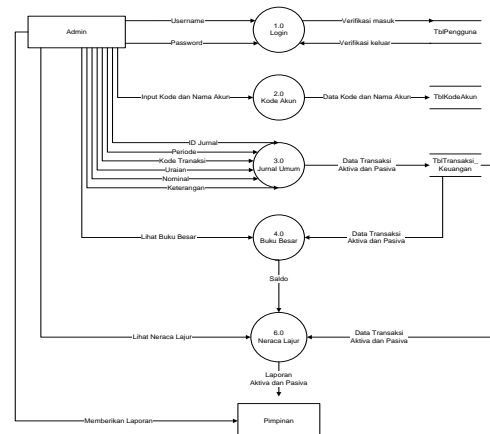 Admin
Username
Password
1.0
Login
Verifikasi masuk
Verifikasi keluar
TblPengguna
Input Kode dan Nama Akun
2.0
Kode Akun
Data Kode dan Nama Akun
TblKodeAkun
ID Jurnal
Periode
Kode Tranaksi
Uraian
Nominal
Keterangan
3.0
Jurnal Umum
Data Transaksi
Aktiva dan Pasiva
TblTransaksi_
Keuangan
Lihat Buku Besar
4.0
Buku Besar
Data Transaksi
Aktiva dan Pasiva
Saldo
Lihat Neraca Lajur
6.0
Neraca Lajur
Data Transaksi
Aktiva dan Pasiva
Laporan
Aktiva dan Pasiva
Memberikan Laporan
Pimpinan